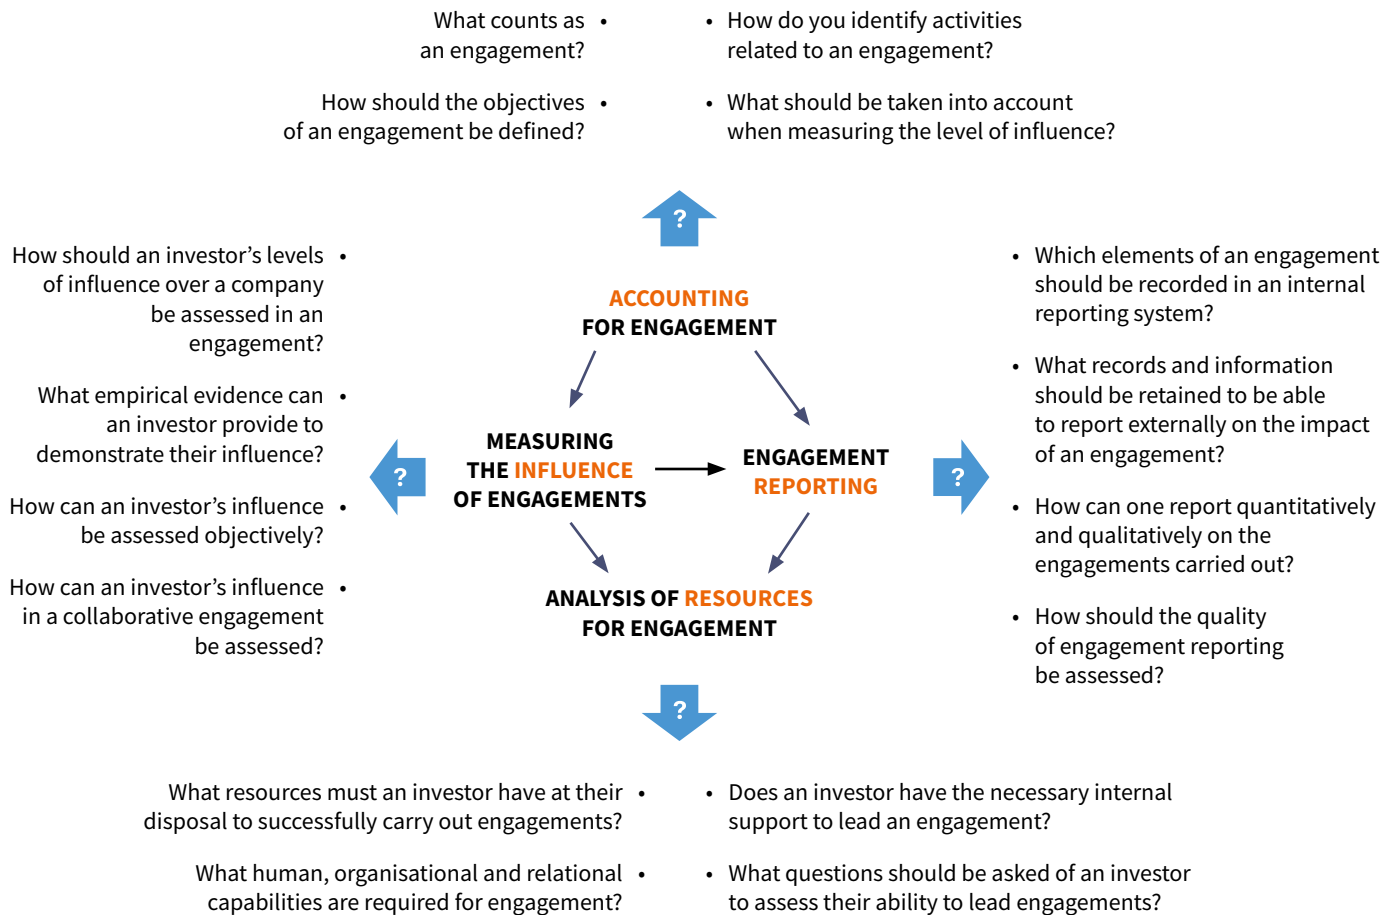 What counts as •
an engagement?
How should the objectives •
of an engagement be defined?
• How do you identify activities
related to an engagement?
• What should be taken into account
when measuring the level of influence?
?
How should an investor’s levels •
of influence over a company
be assessed in an
engagement?
What empirical evidence can •
an investor provide to
demonstrate their influence?
How can an investor’s influence •
be assessed objectively?
How can an investor’s influence •
in a collaborative engagement
be assessed?
?
ACCOUNTING
FOR ENGAGEMENT
MEASURING
THE INFLUENCE
OF ENGAGEMENTS
ENGAGEMENT
REPORTING
ANALYSIS OF RESOURCES
FOR ENGAGEMENT
?
• Which elements of an engagement
should be recorded in an internal
reporting system?
• What records and information
should be retained to be able
to report externally on the impact
of an engagement?
• How can one report quantitatively
and qualitatively on the
engagements carried out?
• How should the quality
of engagement reporting
be assessed?
?
What resources must an investor have at their •
disposal to successfully carry out engagements?
What human, organisational and relational •
capabilities are required for engagement?
• Does an investor have the necessary internal
support to lead an engagement?
• What questions should be asked of an investor
to assess their ability to lead engagements?